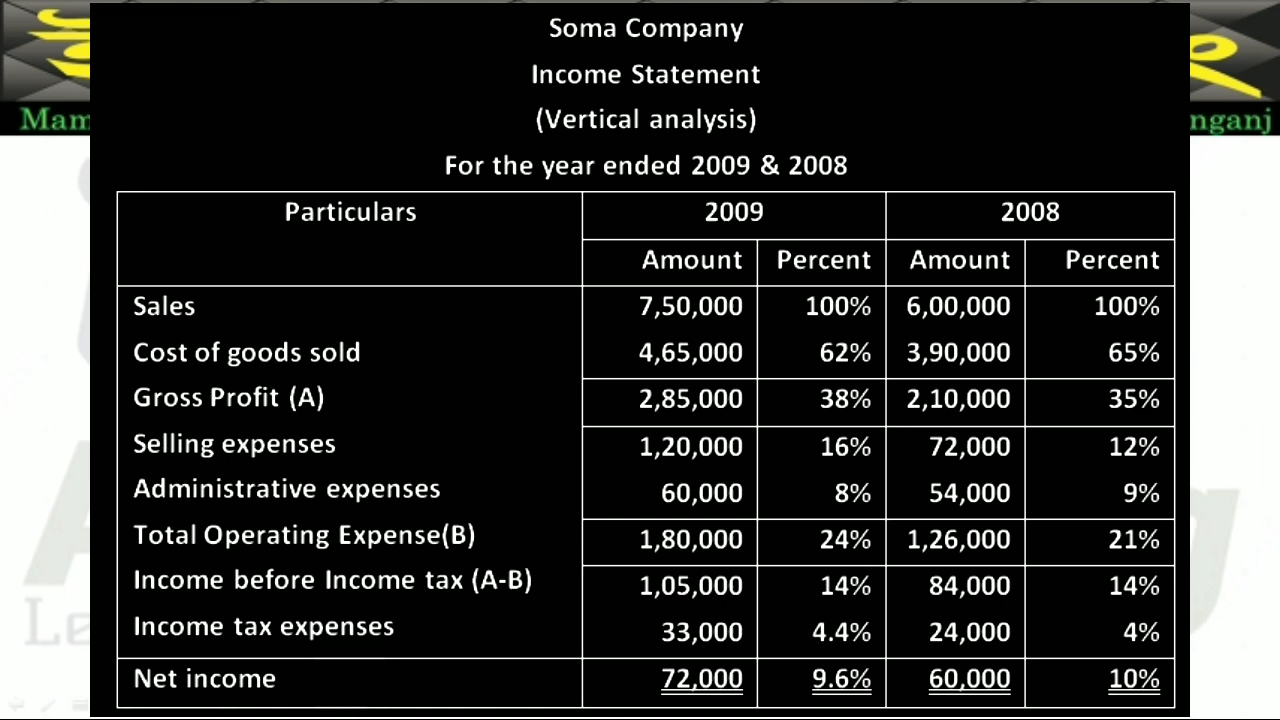 Soma Company
Income Statement
(Vertical analysis)
For the year ended 2009 & 2008
Particulars 2009 2008
Amount Percent Amount Percent
Sales 7,50,000 100% 6,00,000 100%
Cost of goods sold 4,65,000 62% 3,90,000 65%
Gross Profit (A) 2,85,000 38% 2,10,000 35%
Selling expenses 1,20,000 16% 72,000 12%
Administrative expenses 60,000 8% 54,000 9%
Total Operating Expense(B) 1,80,000 24% 1,26,000 21%
Income before Income tax (A-B) 1,05,000 14% 84,000 14%
Income tax expenses 33,000 4.4% 24,000 4%
Net income 72,000 9.6% 60,000 10%